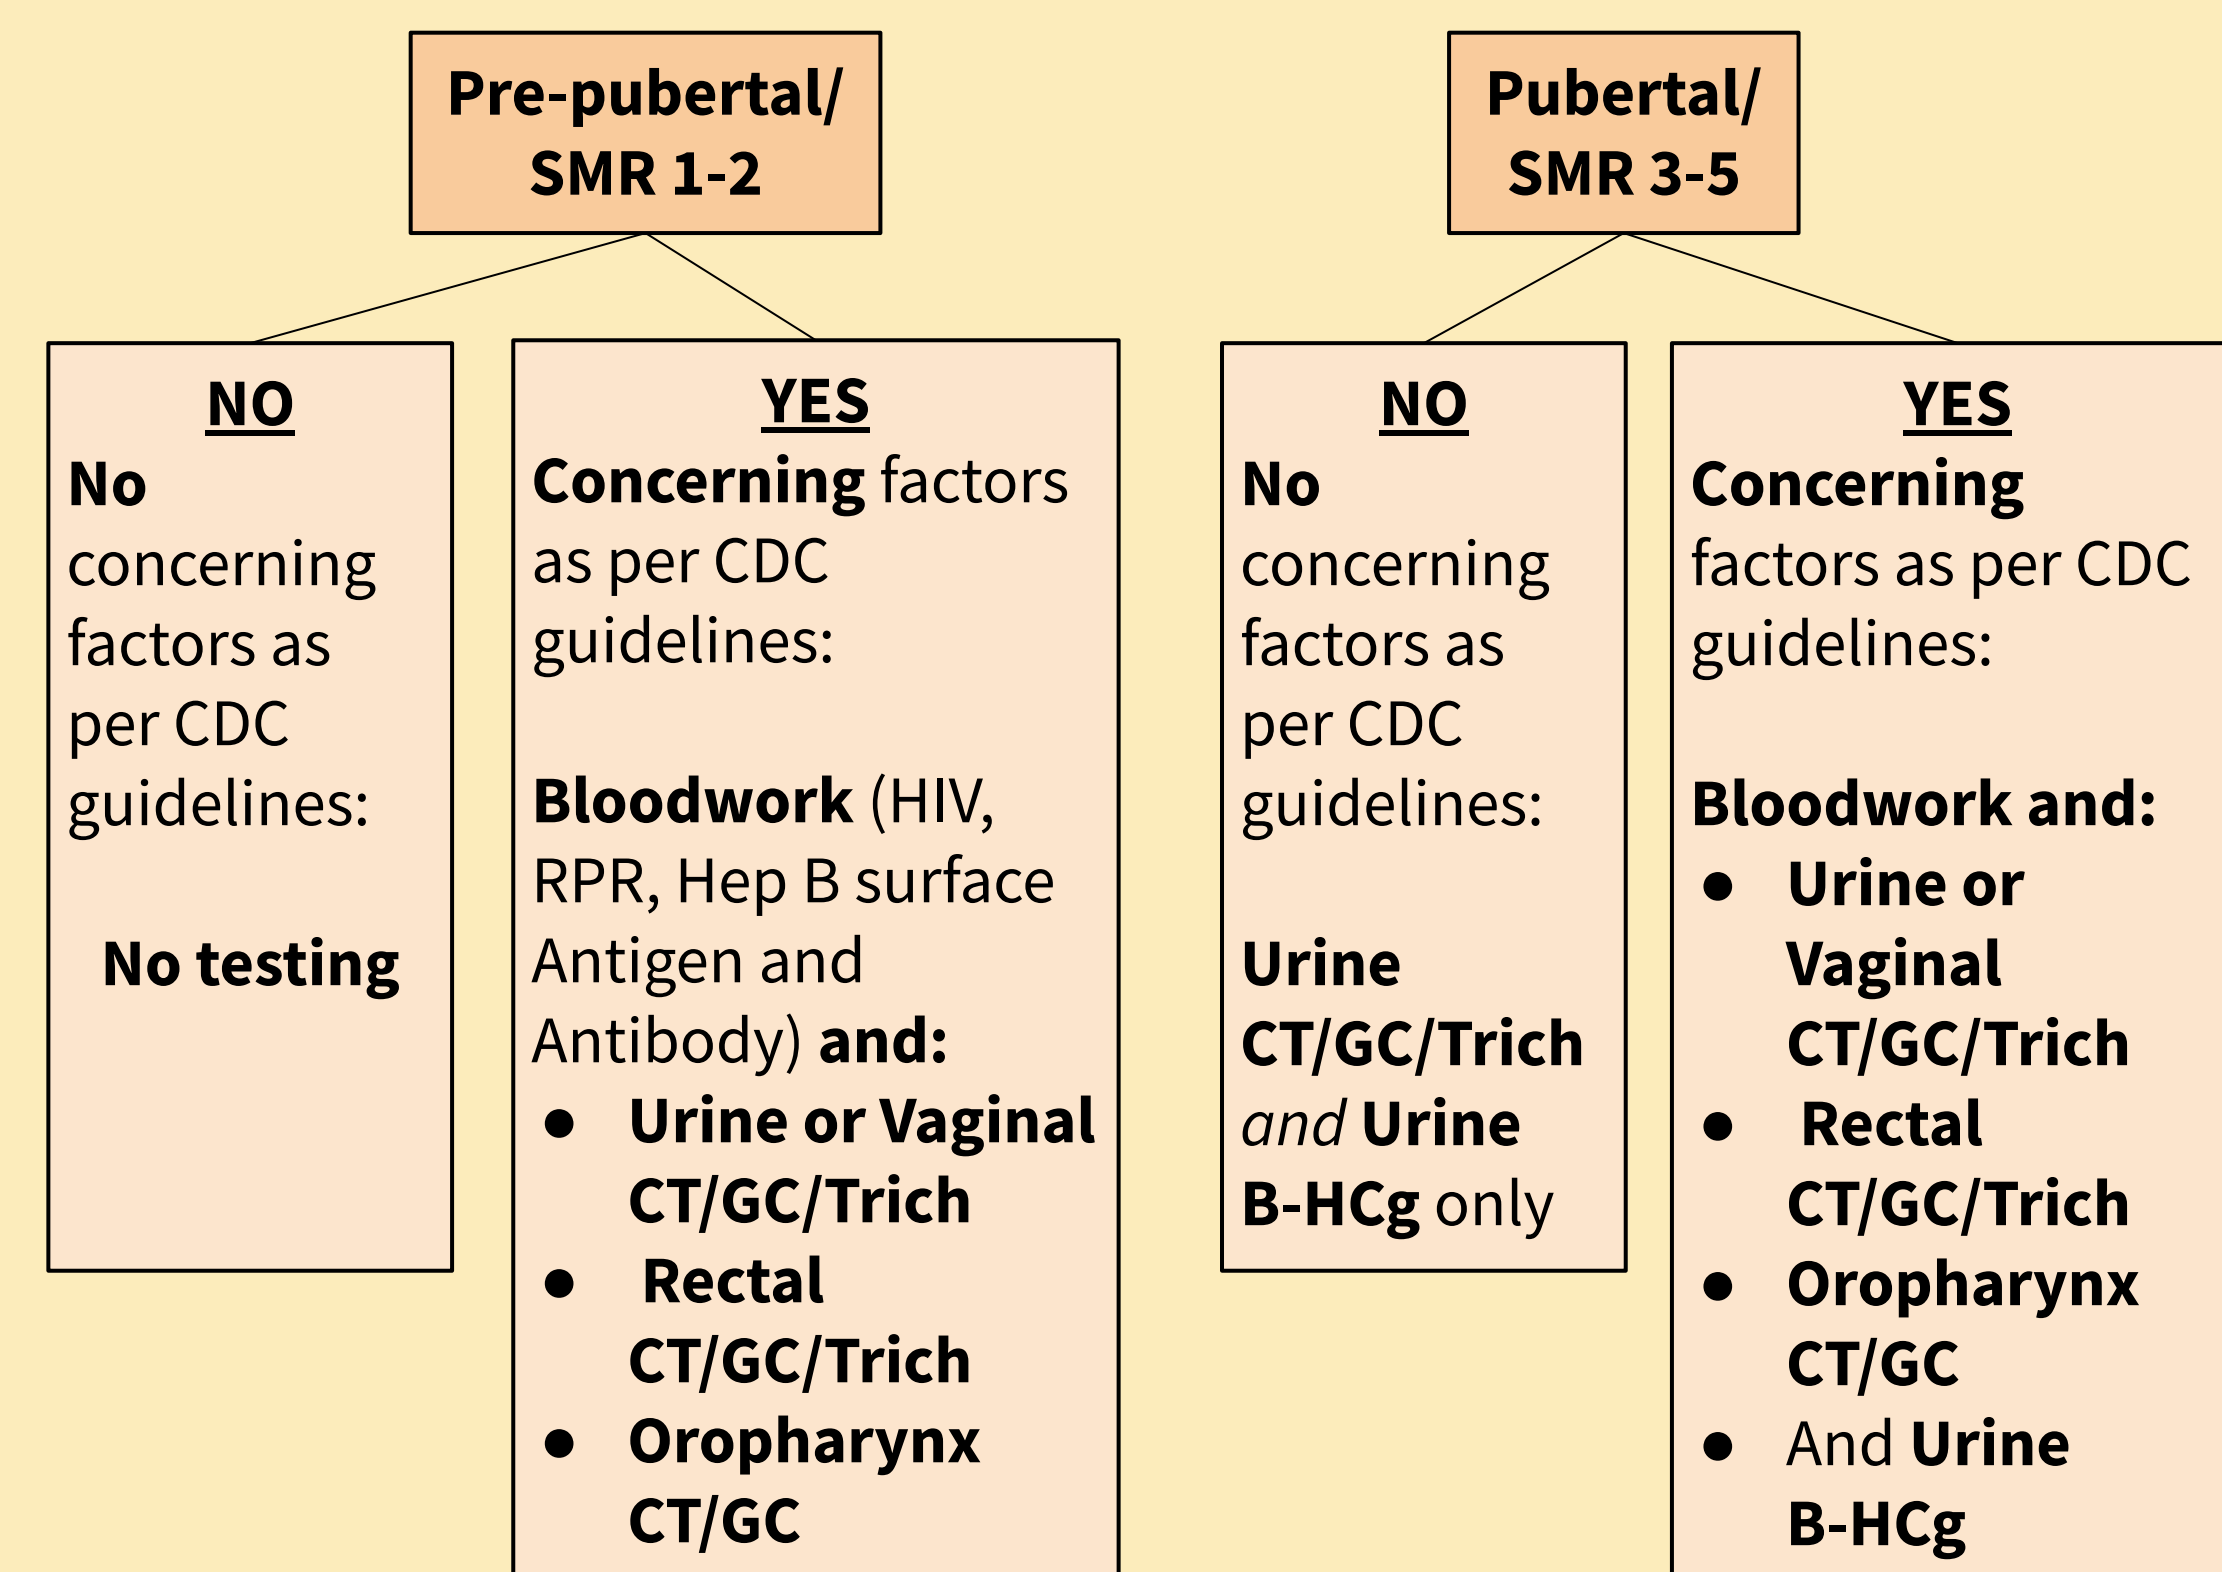 Pre-pubertal/
SMR 1-2
NO
No
concerning
factors as
per CDC
guidelines:
No testing
YES
Concerning factors
as per CDC
guidelines:
Bloodwork (HIV,
RPR, Hep B surface
Antigen and
Antibody) and:
● Urine or Vaginal
CT/GC/Trich
● Rectal
CT/GC/Trich
● Oropharynx
CT/GC
Pubertal/
SMR 3-5
NO
No
concerning
factors as
per CDC
guidelines:
Urine
CT/GC/Trich
and Urine
B-HCg only
YES
Concerning
factors as per CDC
guidelines:
Bloodwork and:
● Urine or
Vaginal
CT/GC/Trich
● Rectal
CT/GC/Trich
● Oropharynx
CT/GC
● And Urine
B-HCg